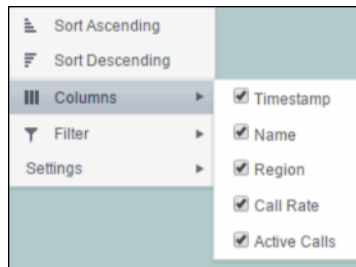 Sort Ascending
Sort Descending
Columns
Filter
Settings
Timestamp
Name
Region
Call Rate
Active Calls